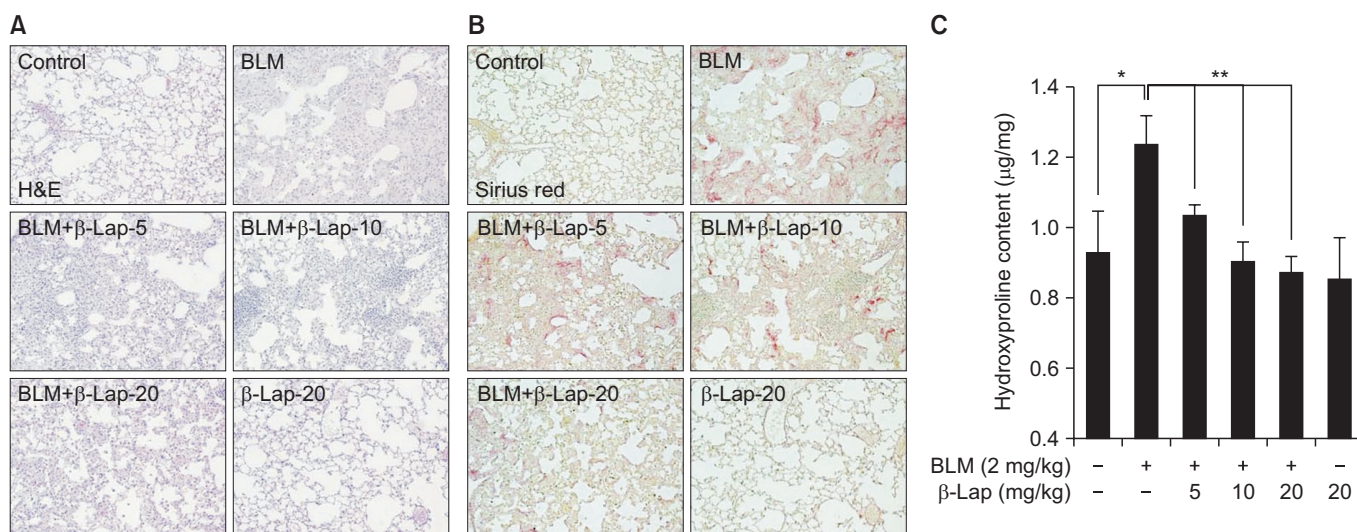 A
Control
BLM
H&E
BLM+β-Lap-5
BLM+β-Lap-10
BLM+β-Lap-20
β-Lap-20
B
Control
BLM
Sirius red
BLM+β-Lap-5
BLM+β-Lap-10
BLM+β-Lap-20
β-Lap-20
C
* **
Hydroxyproline content (μg/mg)
1.4
1.2
1.0
0.8
0.6
0.4
BLM (2 mg/kg) − + + + + −
β-Lap (mg/kg) − − 5 10 20 20